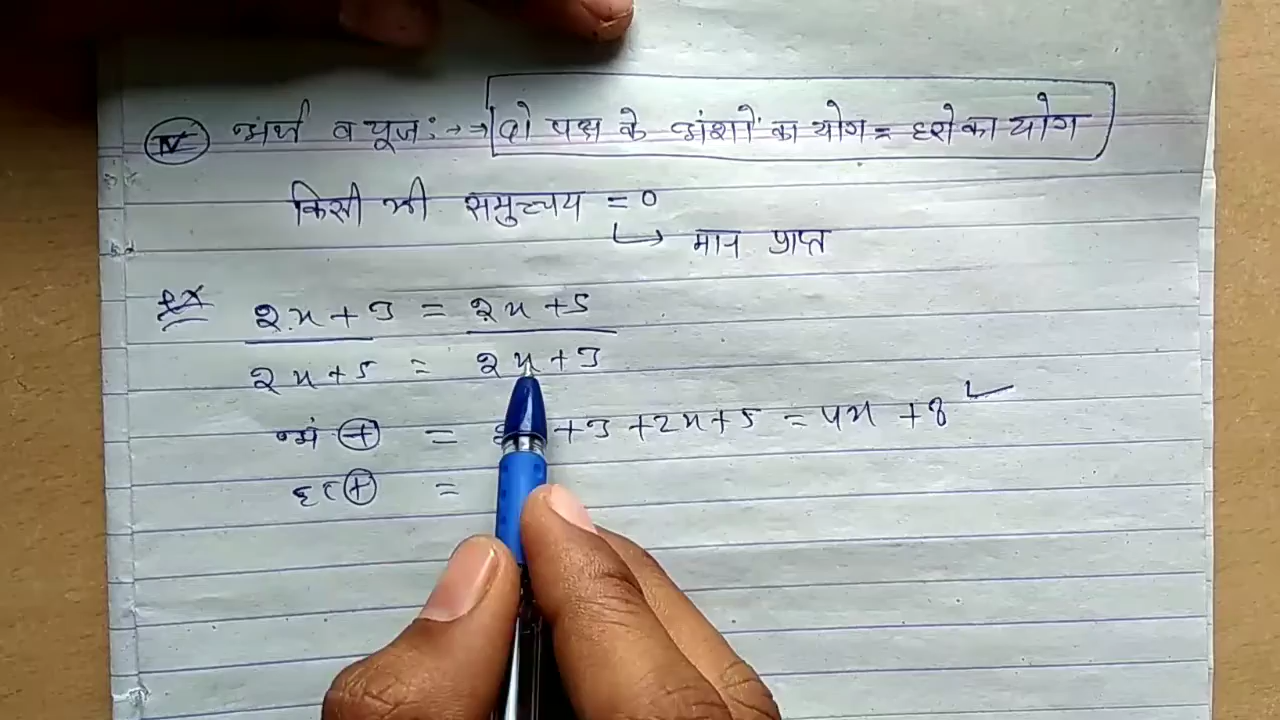 IV अर्थ व पूज :→→ दो पक्ष के अंशों का योग = हरो का योग
किसी भी समुच्चय = 0
↳ मान प्राप्त
ex 2x + 3 = 2x + 5
2x + 5 = 2x + 3
अं + = + 3 + 2x + 5 = 4x + 8 ✓
हर + =